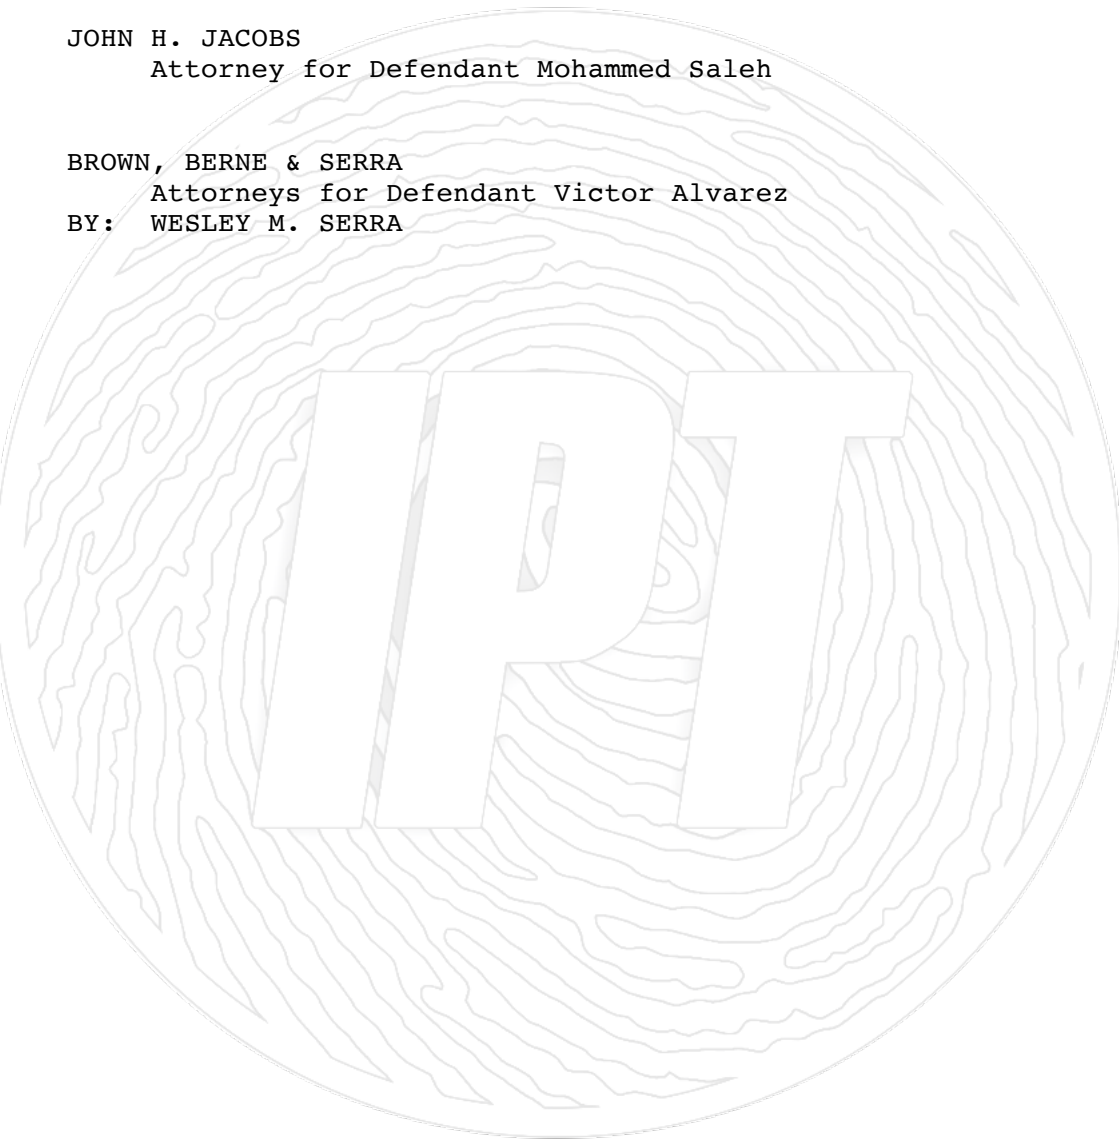 JOHN H. JACOBS
Attorney for Defendant Mohammed Saleh
BROWN, BERNE & SERRA
Attorneys for Defendant Victor Alvarez
BY: WESLEY M. SERRA
IPT